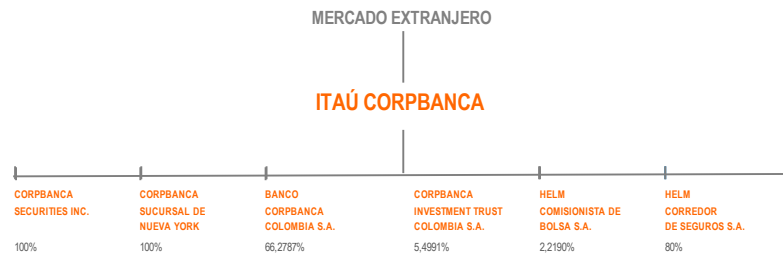 MERCADO EXTRANJERO
ITAÚ CORPBANCA
CORPBANCA
SECURITIES INC.
100%
CORPBANCA
SUCURSAL DE
NUEVA YORK
100%
BANCO
CORPBANCA
COLOMBIA S.A.
66,2787%
CORPBANCA
INVESTMENT TRUST
COLOMBIA S.A.
5,4991%
HELM
COMISIONISTA DE
BOLSA S.A.
2,2190%
HELM
CORREDOR
DE SEGUROS S.A.
80%